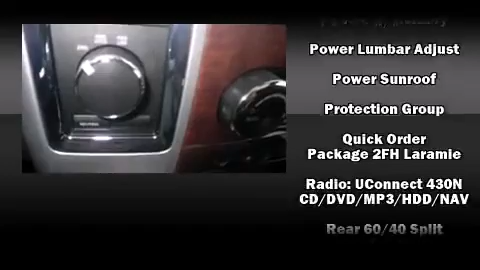 Power Lumbar Adjust
Power Sunroof
Protection Group
Quick Order
Package 2FH Laramie
Radio: UConnect 430N
CD/DVD/MP3/HDD/NAV
Rear 60/40 Split